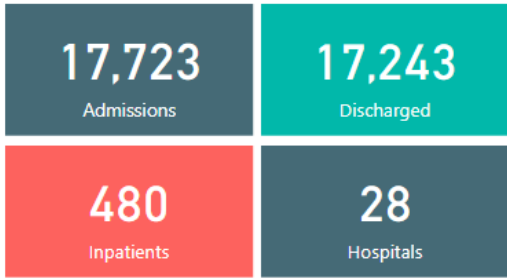 17,723
Admissions
17,243
Discharged
480
Inpatients
28
Hospitals